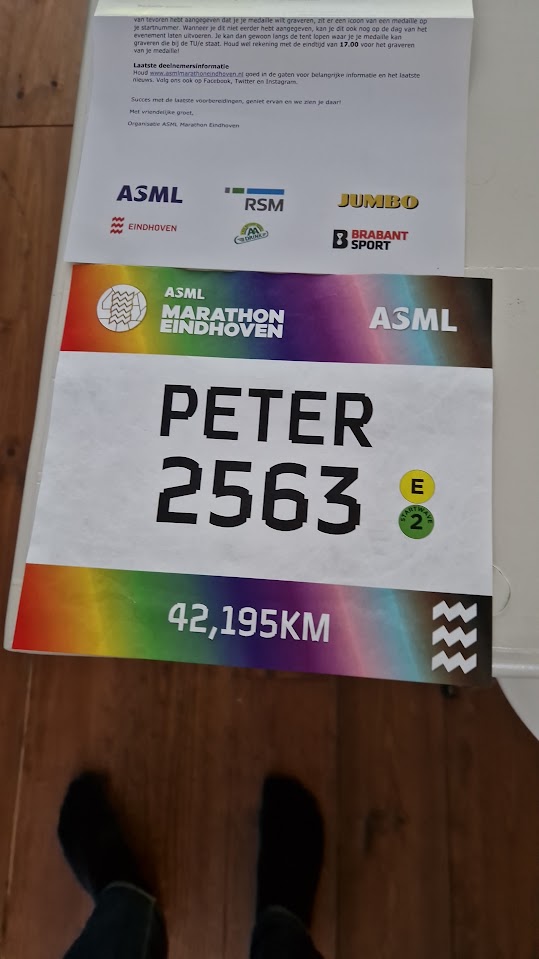 van tevoren hebt aangegeven dat je je medaille wilt graveren, zit er een icoon van een medaille op
je startnummer. Wanneer je dit niet eerder hebt aangegeven, kan je dit ook nog op de dag van het
evenement laten uitvoeren. Je kan dan gewoon langs de tent lopen waar je je medaille kan
graveren die bij de TU/e staat. Houd wel rekening met de eindtijd van 17.00 voor het graveren
van je medaille!
Laatste deelnemersinformatie
Houd www.asmlmarathoneindhoven.nl goed in de gaten voor belangrijke informatie en het laatste
nieuws. Volg ons ook op Facebook, Twitter en Instagram.
Succes met de laatste voorbereidingen, geniet ervan en we zien je daar!
Met vriendelijke groet,
Organisatie ASML Marathon Eindhoven
ASML
RSM
JUMBO
EINDHOVEN
AA
DRINK
BRABANT
SPORT
ASML
MARATHON
EINDHOVEN
ASML
PETER
2563
E
STARTWAVE
2
42,195KM